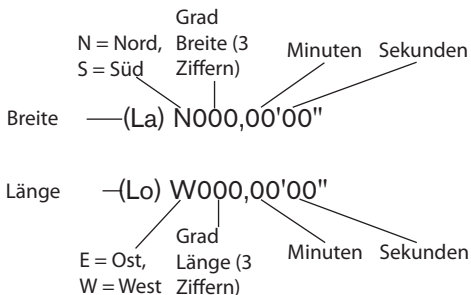 Grad
N = Nord, Breite (3 Minuten Sekunden
S = Süd Ziffern)
Breite (La) N000,00'00"
Länge (Lo) W000,00'00"
Grad
E = Ost, Länge (3 Minuten Sekunden
W = West Ziffern)